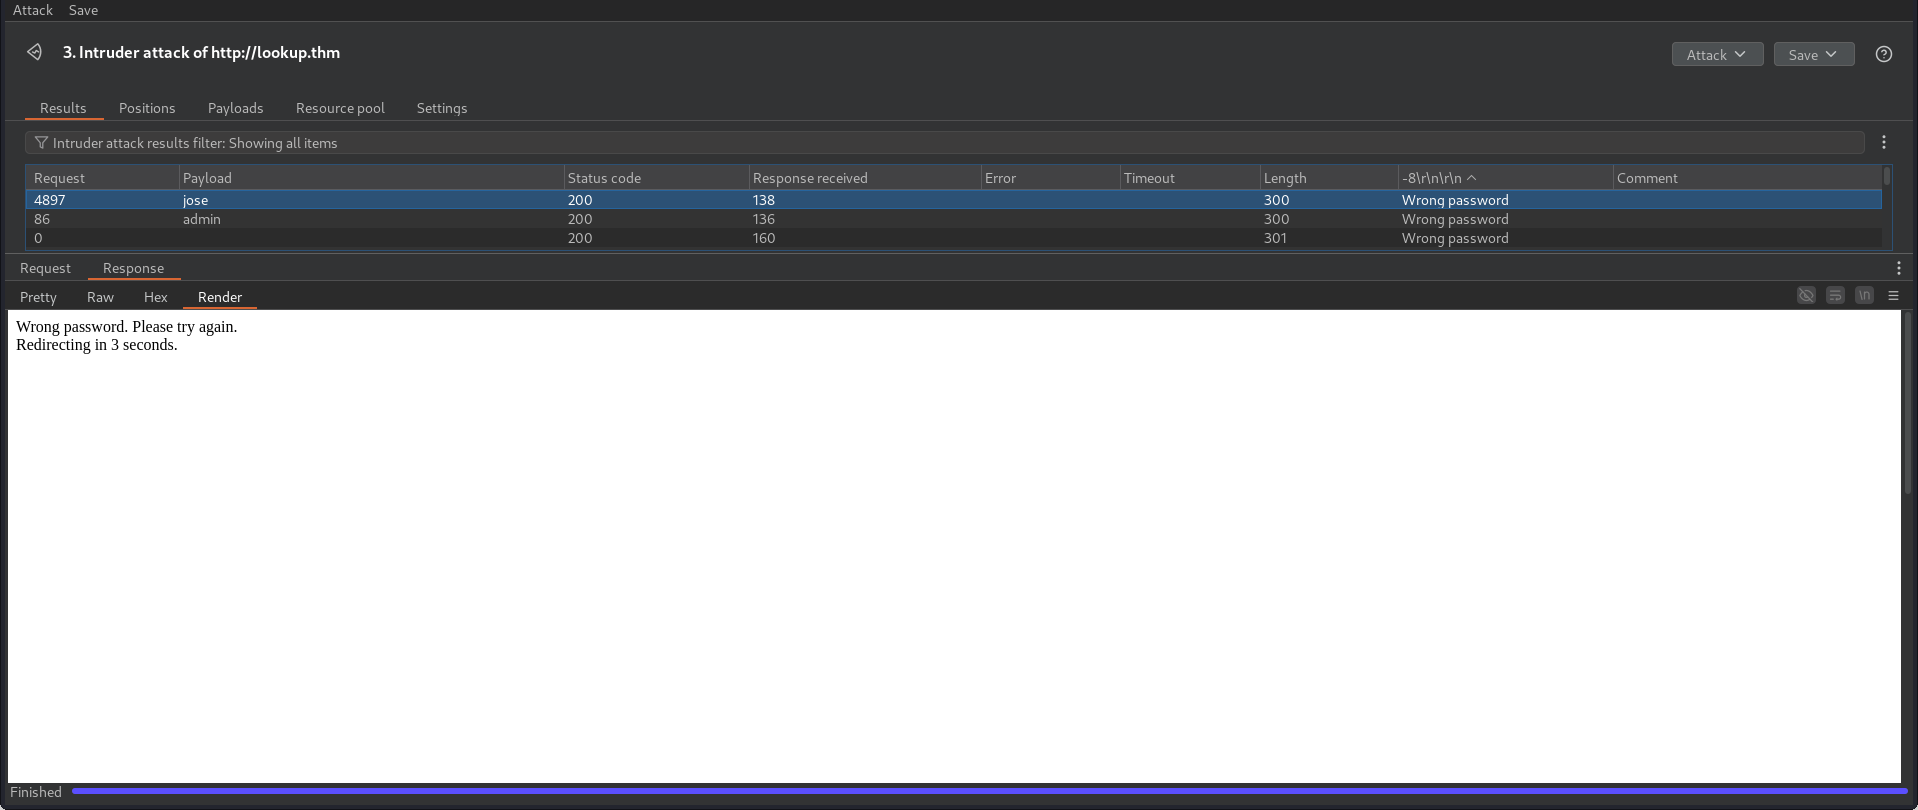 Attack Save
3. Intruder attack of http://lookup.thm
Attack Save
Results Positions Payloads Resource pool Settings
Intruder attack results filter: Showing all items
Request Payload Status code Response received Error Timeout Length -8\r\n\r\n Comment
4897 jose 200 138 300 Wrong password
86 admin 200 136 300 Wrong password
0 200 160 301 Wrong password
Request Response
Pretty Raw Hex Render \n
Wrong password. Please try again.
Redirecting in 3 seconds.
Finished